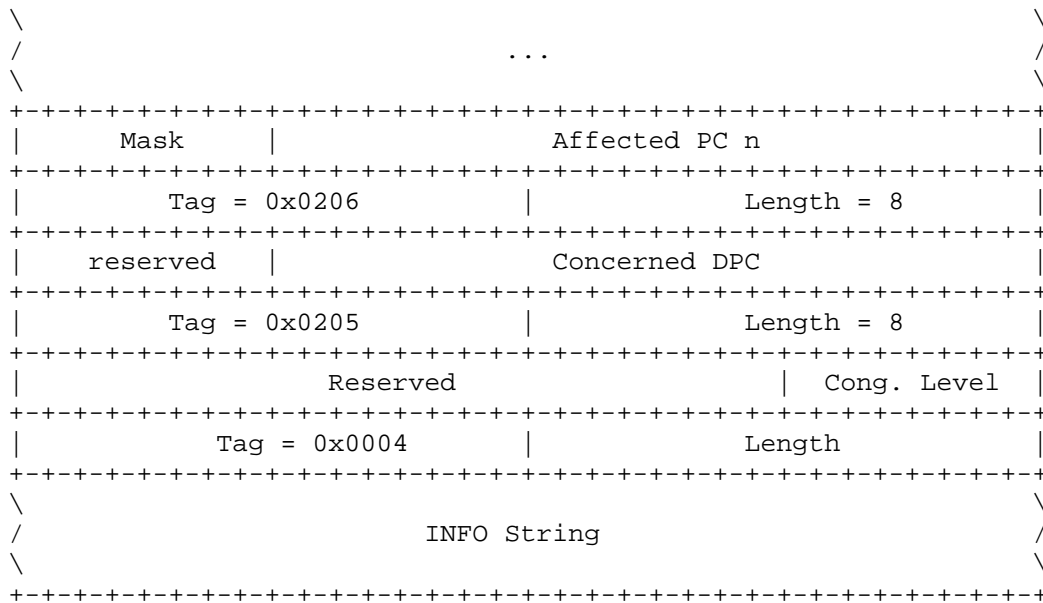 \                                                               \
/                              ...                              /
\                                                               \
+-+-+-+-+-+-+-+-+-+-+-+-+-+-+-+-+-+-+-+-+-+-+-+-+-+-+-+-+-+-+-+-+
|      Mask     |                 Affected PC n                 |
+-+-+-+-+-+-+-+-+-+-+-+-+-+-+-+-+-+-+-+-+-+-+-+-+-+-+-+-+-+-+-+-+
|         Tag = 0x0206          |             Length = 8        |
+-+-+-+-+-+-+-+-+-+-+-+-+-+-+-+-+-+-+-+-+-+-+-+-+-+-+-+-+-+-+-+-+
|    reserved   |                 Concerned DPC                 |
+-+-+-+-+-+-+-+-+-+-+-+-+-+-+-+-+-+-+-+-+-+-+-+-+-+-+-+-+-+-+-+-+
|         Tag = 0x0205          |             Length = 8        |
+-+-+-+-+-+-+-+-+-+-+-+-+-+-+-+-+-+-+-+-+-+-+-+-+-+-+-+-+-+-+-+-+
|                   Reserved                    |  Cong. Level  |
+-+-+-+-+-+-+-+-+-+-+-+-+-+-+-+-+-+-+-+-+-+-+-+-+-+-+-+-+-+-+-+-+
|            Tag = 0x0004       |             Length            |
+-+-+-+-+-+-+-+-+-+-+-+-+-+-+-+-+-+-+-+-+-+-+-+-+-+-+-+-+-+-+-+-+
\                                                               \
/                         INFO String                           /
\                                                               \
+-+-+-+-+-+-+-+-+-+-+-+-+-+-+-+-+-+-+-+-+-+-+-+-+-+-+-+-+-+-+-+-+